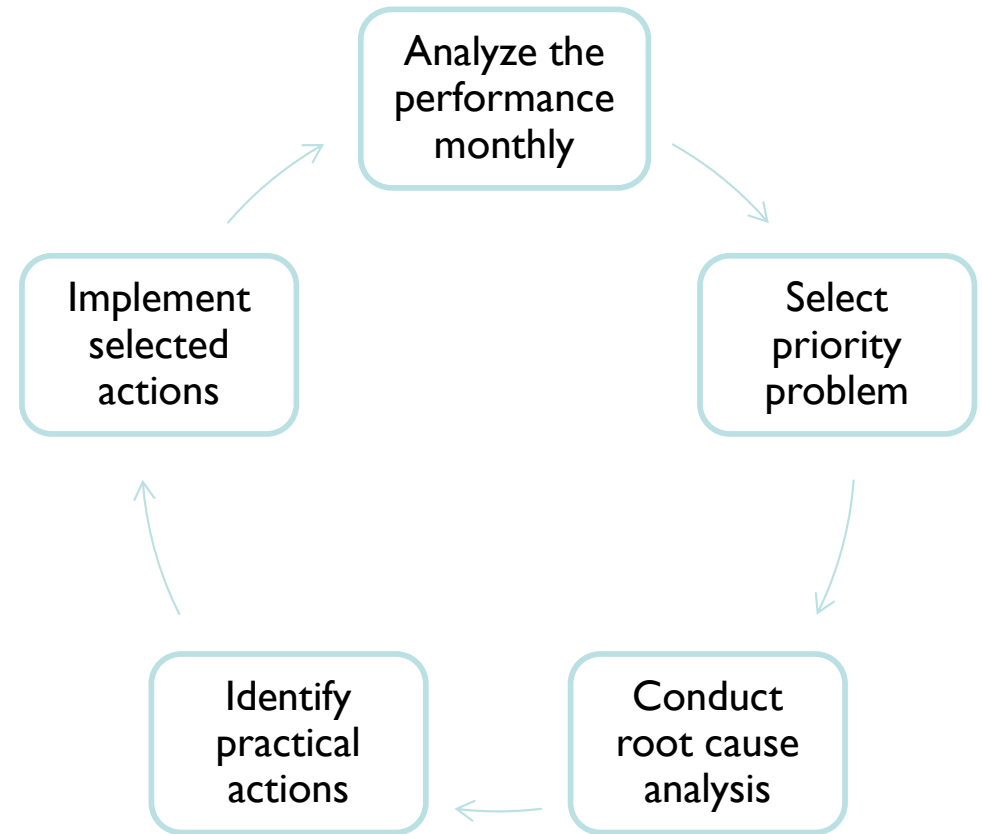 Analyze the
performance
monthly
Select
priority
problem
Conduct
root cause
analysis
Identify
practical
actions
Implement
selected
actions